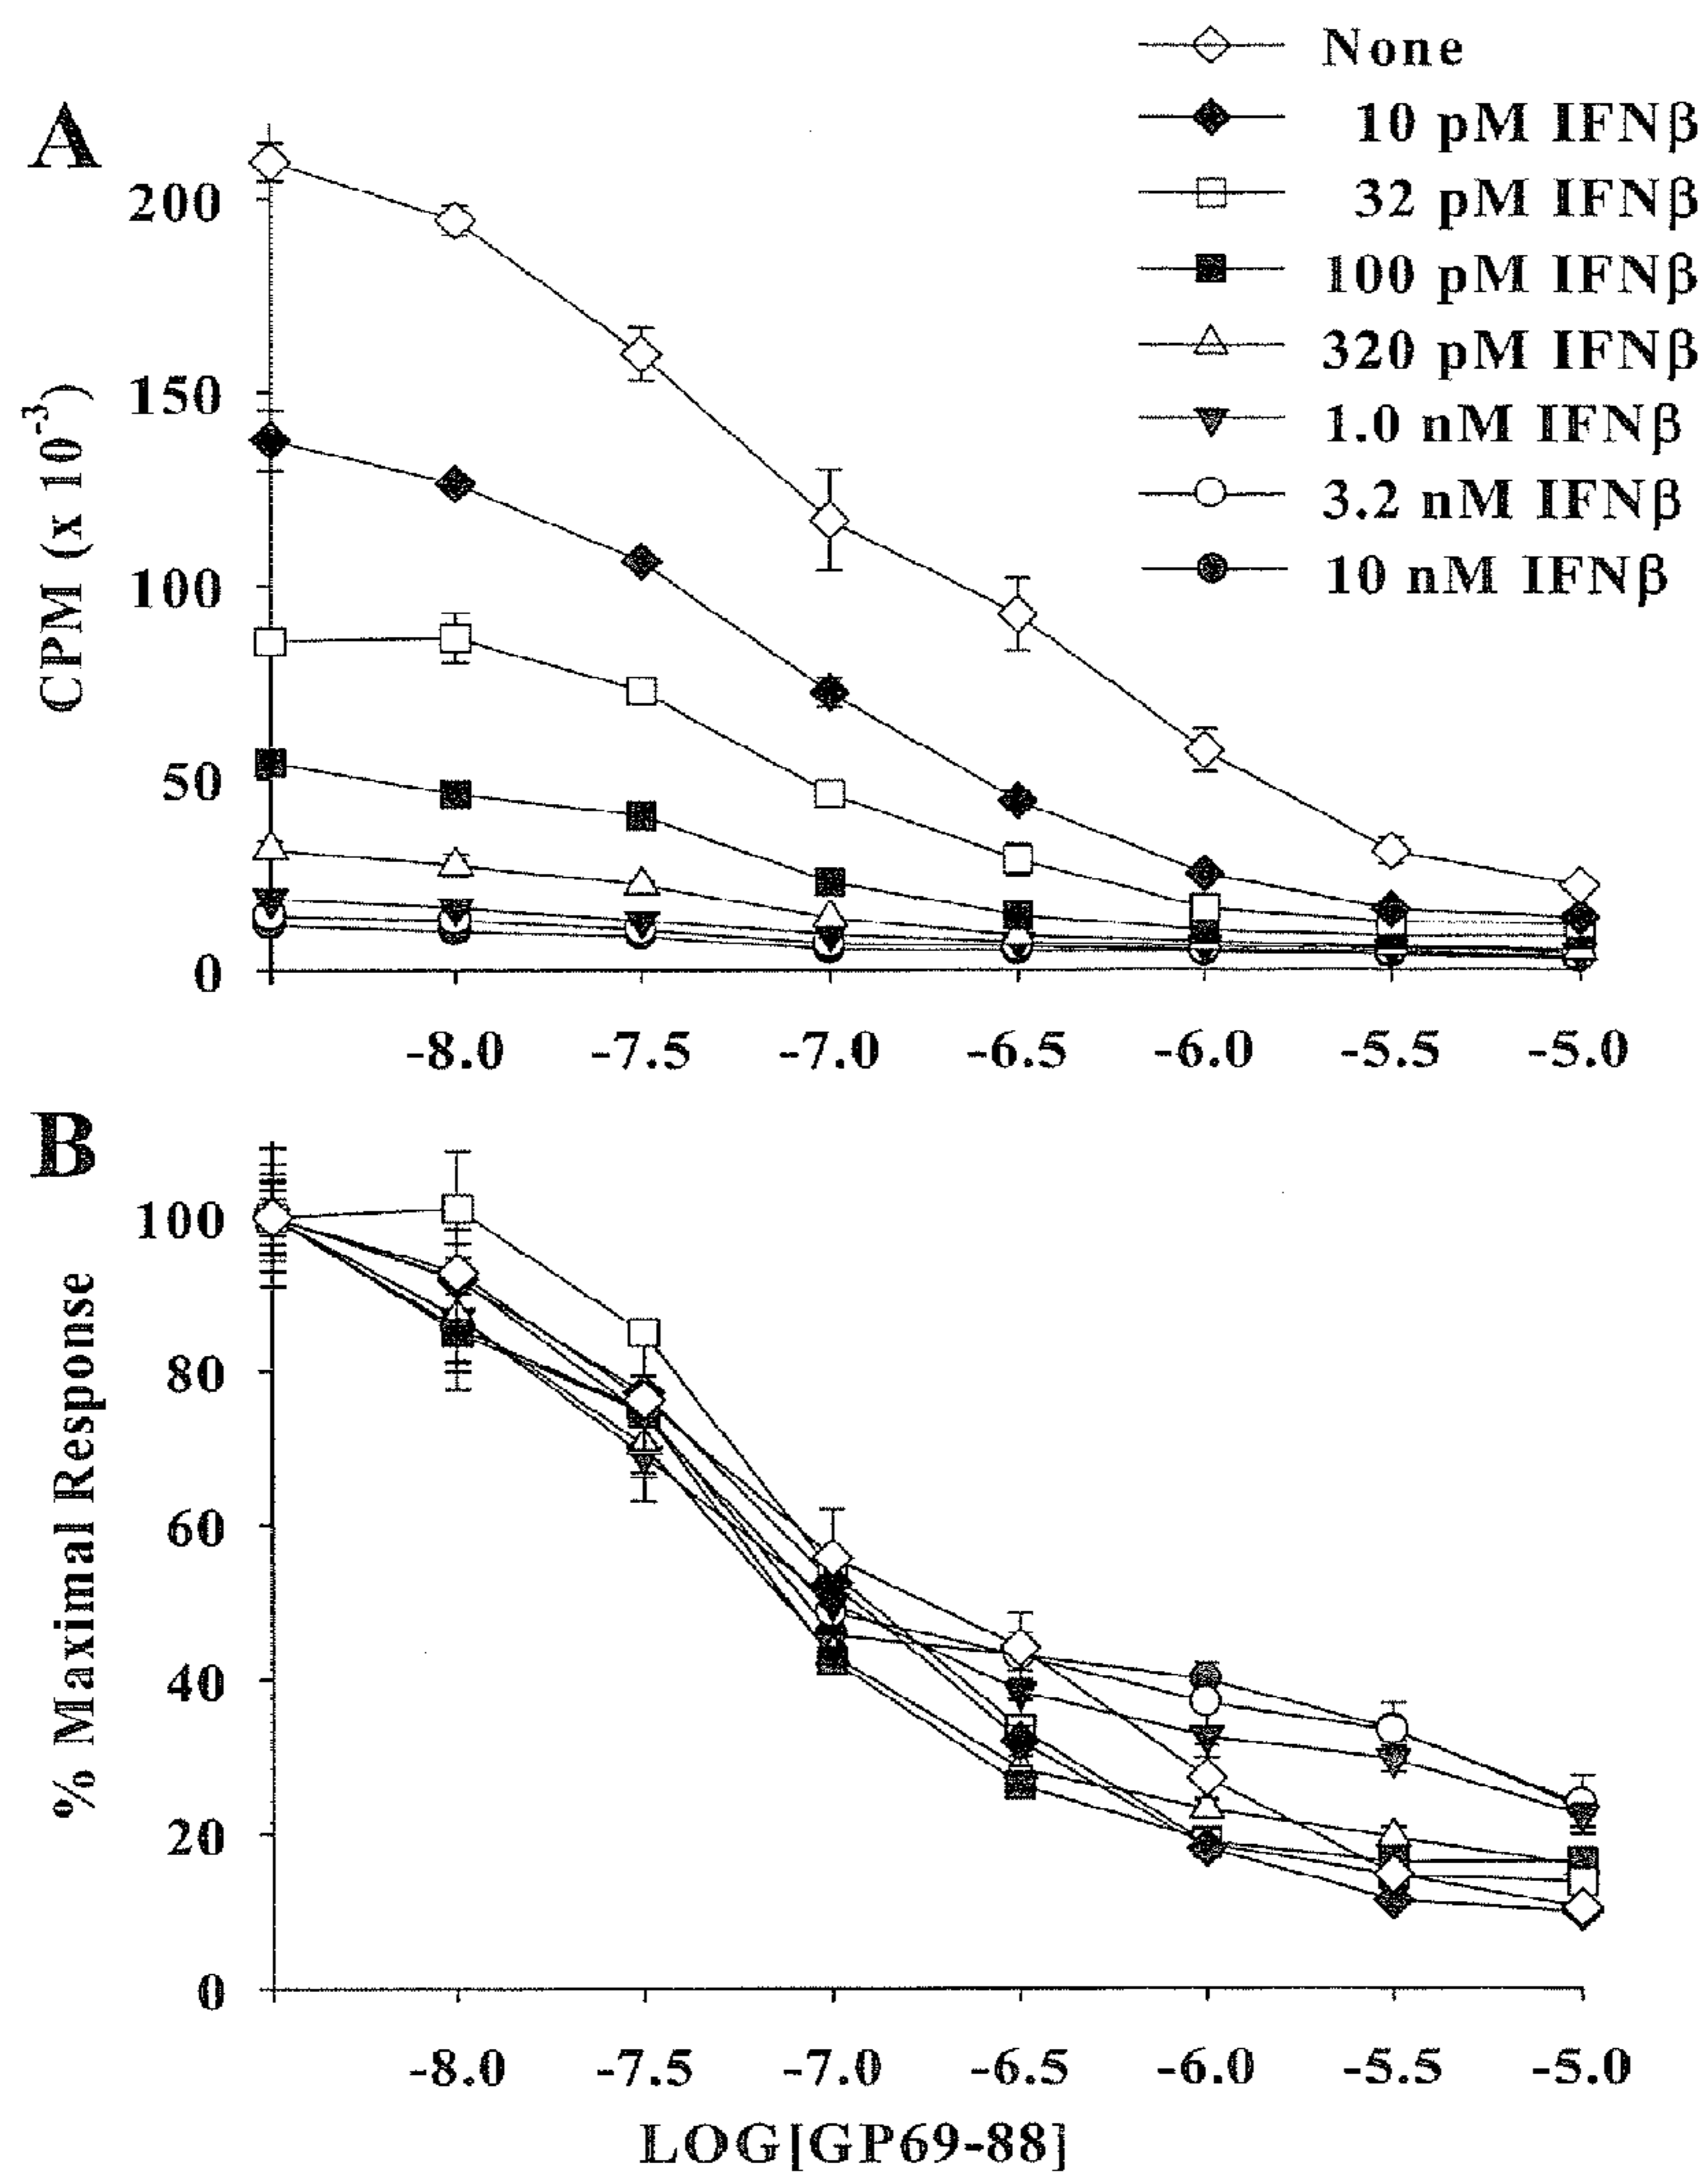 None
A
10 pM IFNβ
200
32 pM IFNβ
100 pM IFNβ
320 pM IFNβ
150
1.0 nM IFNβ
3.2 nM IFNβ
10 nM IFNβ
100
CPM (x 10⁻³)
50
0
-8.0 -7.5 -7.0 -6.5 -6.0 -5.5 -5.0
B
100
80
% Maximal Response
60
40
20
0
-8.0 -7.5 -7.0 -6.5 -6.0 -5.5 -5.0
LOG[GP69-88]